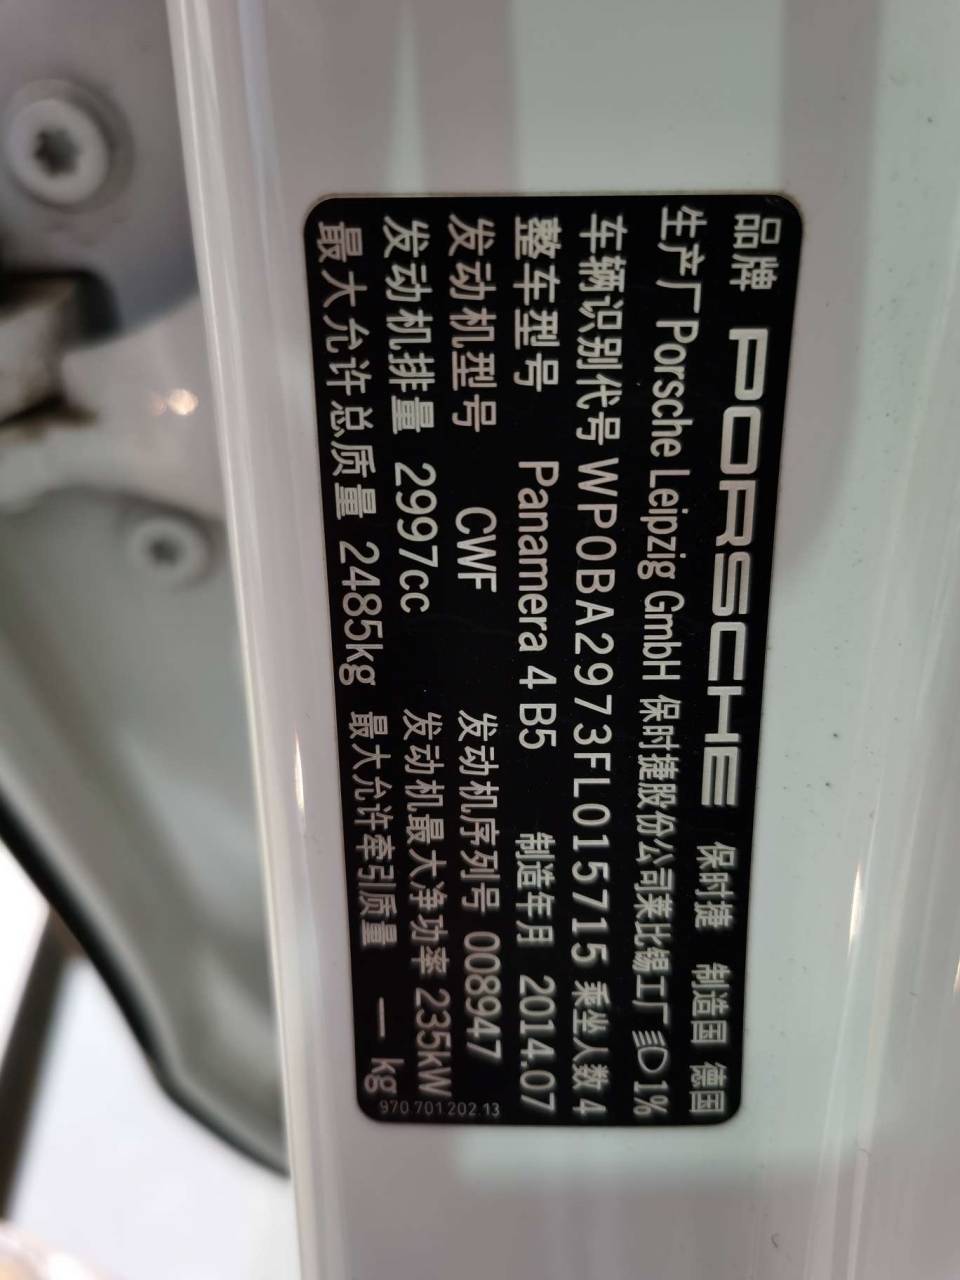 品牌 PORSCHE 保时捷 制造国 德国
生产厂 Porsche Leipzig GmbH 保时捷股份公司莱比锡工厂 1%
车辆识别代号 WP0BA2973FL015715 乘坐人数 4
整车型号 Panamera 4 B5 制造年月 2014.07
发动机型号 CWF 发动机序列号 008947
发动机排量 2997cc 发动机最大净功率 235kW
最大允许总质量 2485kg 最大允许牵引质量 — kg
970 701 202.13